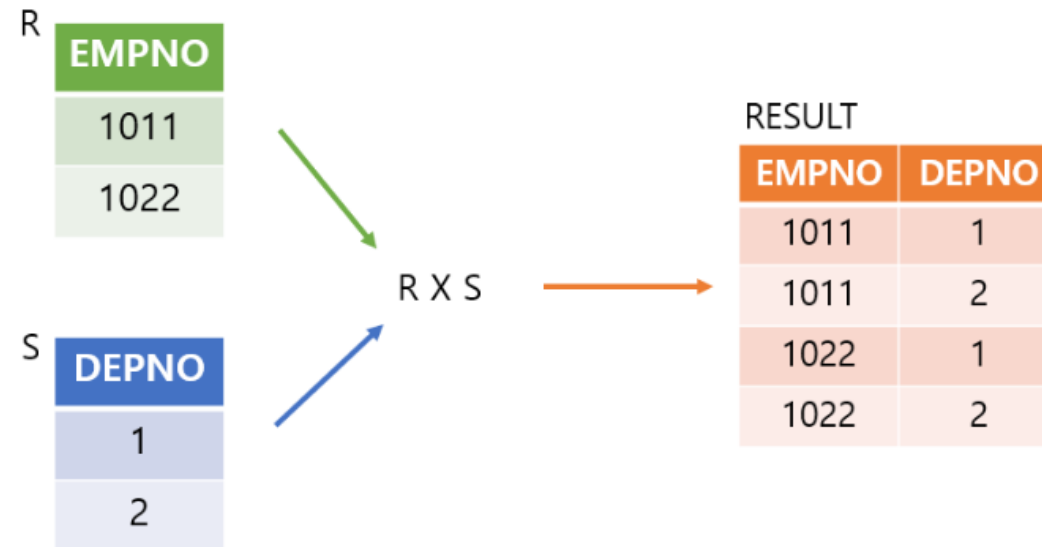 R
EMPNO
1011
1022
S
DEPNO
1
2
R X S
RESULT
EMPNO DEPNO
1011 1
1011 2
1022 1
1022 2